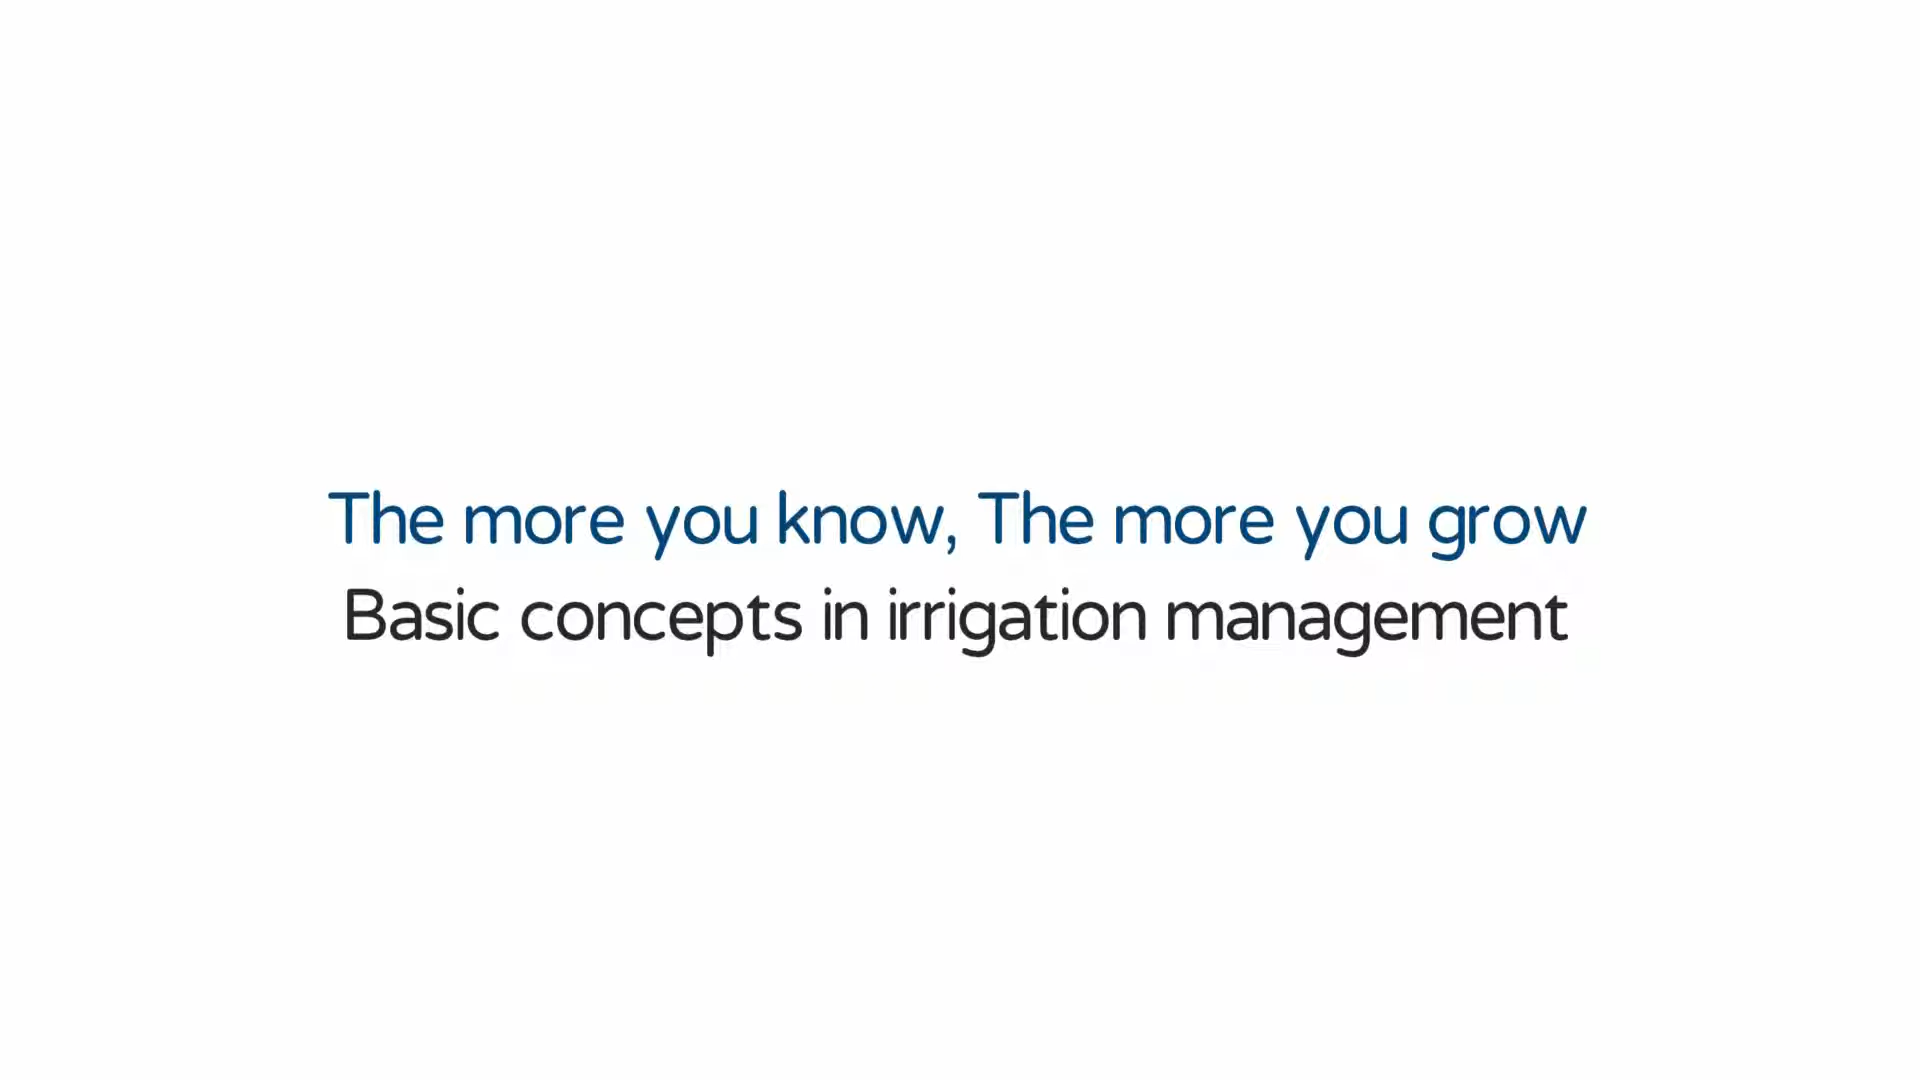 The more you know, The more you grow
Basic concepts in irrigation management